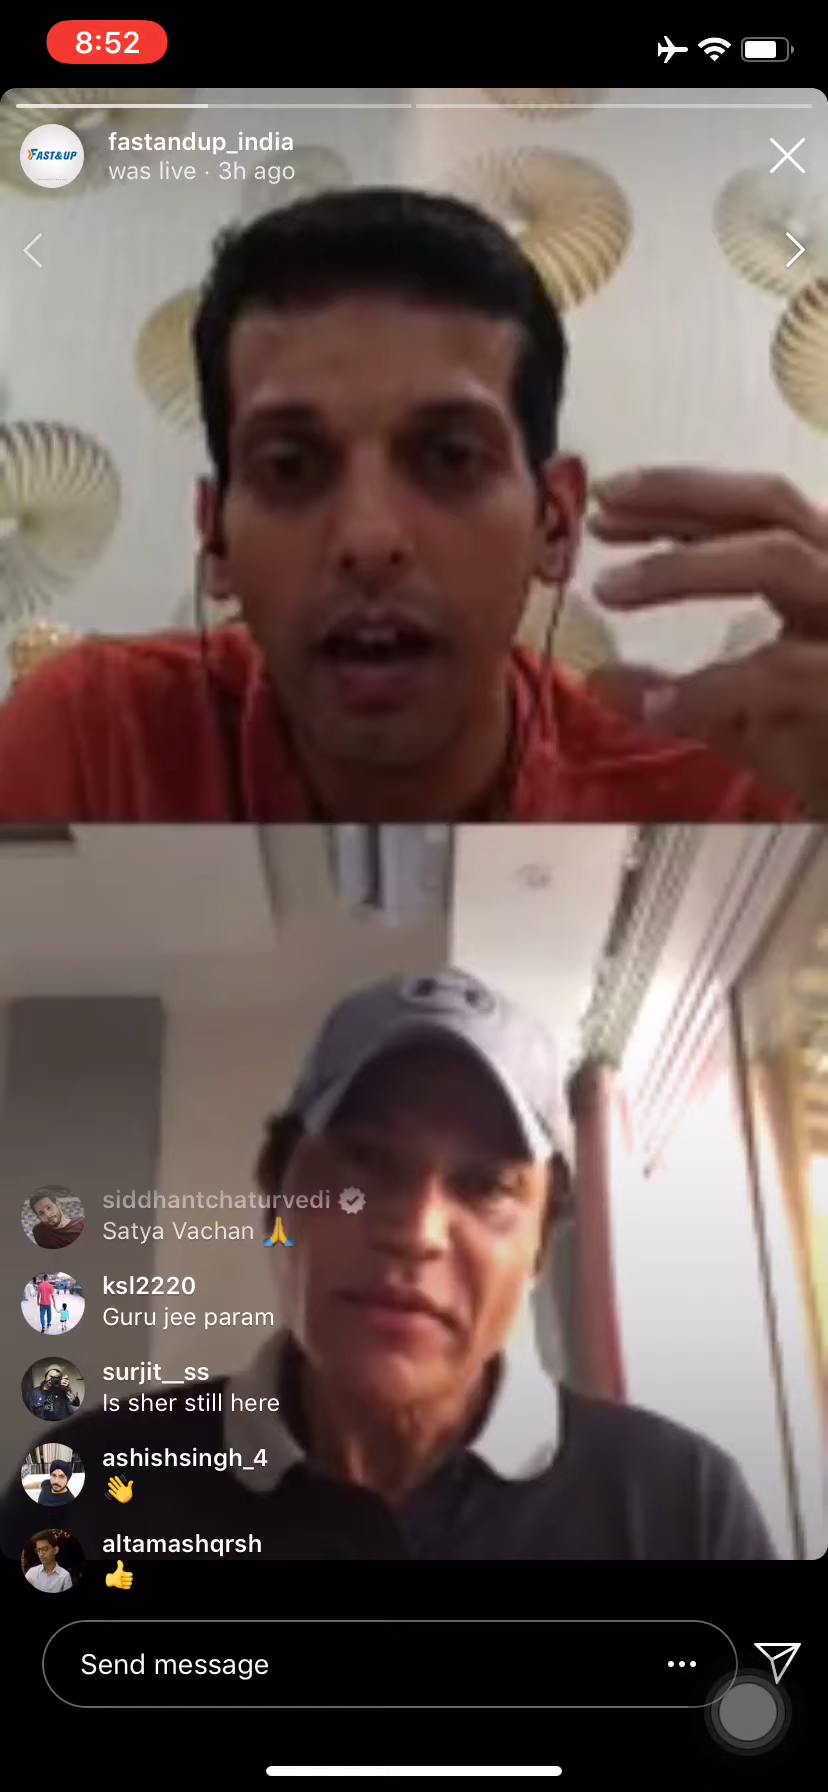 8:52
FAST&UP
fastandup_india
was live · 3h ago
siddhantchaturvedi
Satya Vachan 🙏
ksl2220
Guru jee param
surjit__ss
Is sher still here
ashishsingh_4
👋
altamashqrsh
👍
Send message